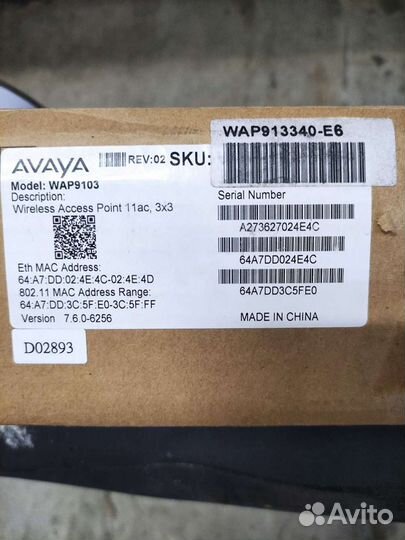 WAP913340-E6
AVAYA REV:02 SKU:
Model: WAP9103
Description:
Wireless Access Point 11ac, 3x3
Serial Number
A273627024E4C
64A7DD024E4C
64A7DD3C5FE0
Eth MAC Address:
64:A7:DD:02:4E:4C-02:4E:4D
802.11 MAC Address Range:
64:A7:DD:3C:5F:E0-3C:5F:FF
Version 7.6.0-6256
MADE IN CHINA
D02893
Avito